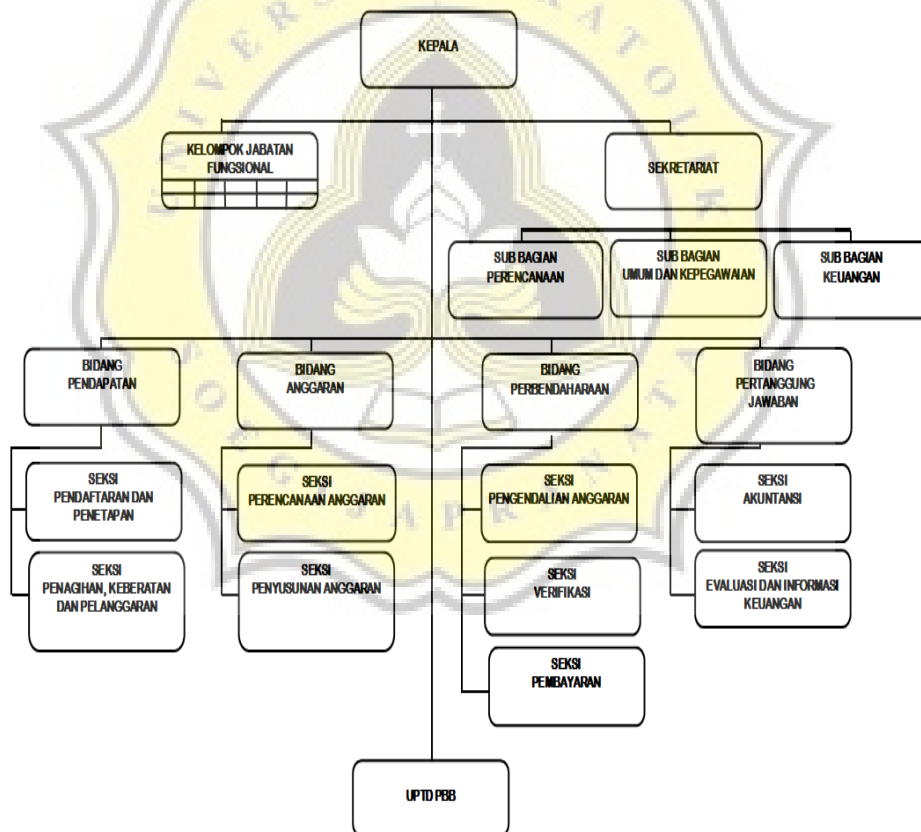 KEPALA
KELOMPOK JABATAN
FUNGSIONAL
SEKRETARIAT
SUB BAGIAN
PERENCANAAN
SUB BAGIAN
UMUM DAN KEPEGAWAIAN
SUB BAGIAN
KEUANGAN
BIDANG
PENDAPATAN
BIDANG
ANGGARAN
BIDANG
PERBENDAHARAAN
BIDANG
PERTANGGUNG
JAWABAN
SEKSI
PENDAFTARAN DAN
PENETAPAN
SEKSI
PERENCANAAN ANGGARAN
SEKSI
PENGENDALIAN ANGGARAN
SEKSI
AKUNTANSI
SEKSI
PENAGIHAN, KEBERATAN
DAN PELANGGARAN
SEKSI
PENYUSUNAN ANGGARAN
SEKSI
VERIFIKASI
SEKSI
EVALUASI DAN INFORMASI
KEUANGAN
SEKSI
PEMBAYARAN
UPTD PBB